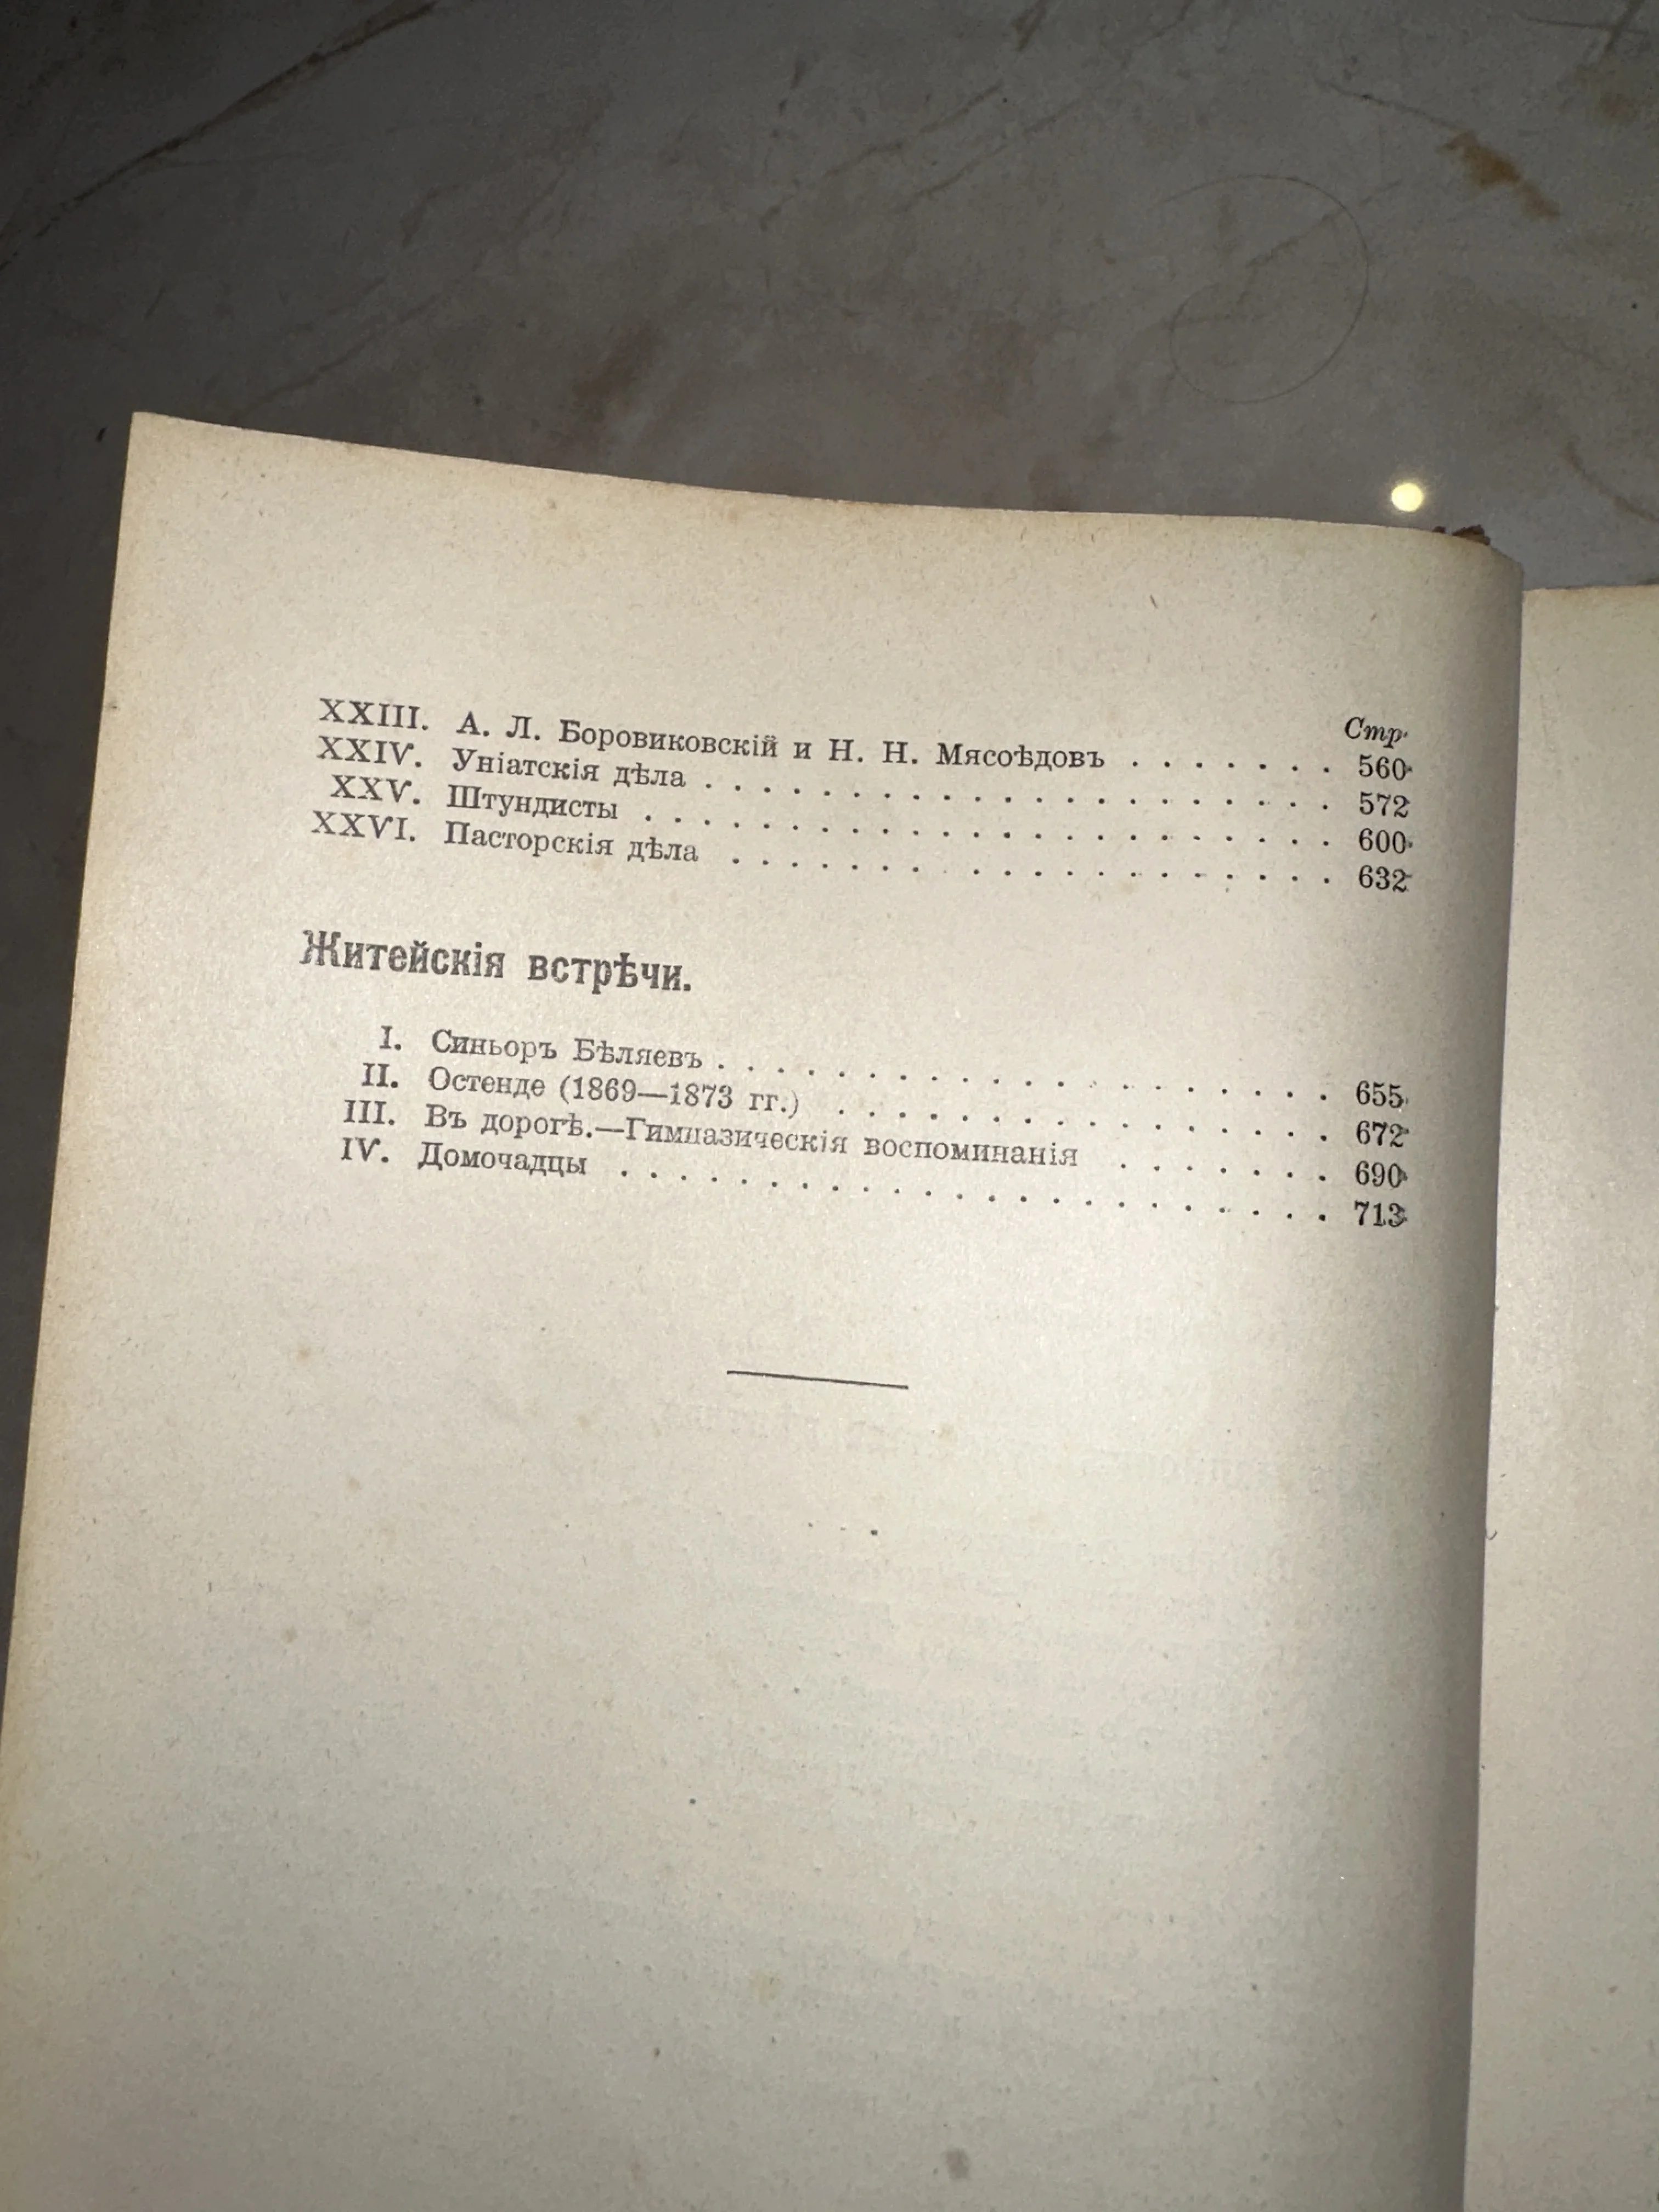 Стр.
XXIII. А. Л. Боровиковскій и Н. Н. Мясоѣдовъ . . . . . . . 560
XXIV. Уніатскія дѣла . . . . . . . . . . . . . . . . . . . . . . 572
XXV. Штундисты . . . . . . . . . . . . . . . . . . . . . . . . 600
XXVI. Пасторскія дѣла . . . . . . . . . . . . . . . . . . . . 632
Житейскія встрѣчи.
I. Синьоръ Бѣляевъ . . . . . . . . . . . . . . . . . . . . . 655
II. Остенде (1869—1873 гг.) . . . . . . . . . . . . . . . . . 672
III. Въ дорогѣ.—Гимназическія воспоминанія . . . . . . . 690
IV. Домочадцы . . . . . . . . . . . . . . . . . . . . . . . . 713